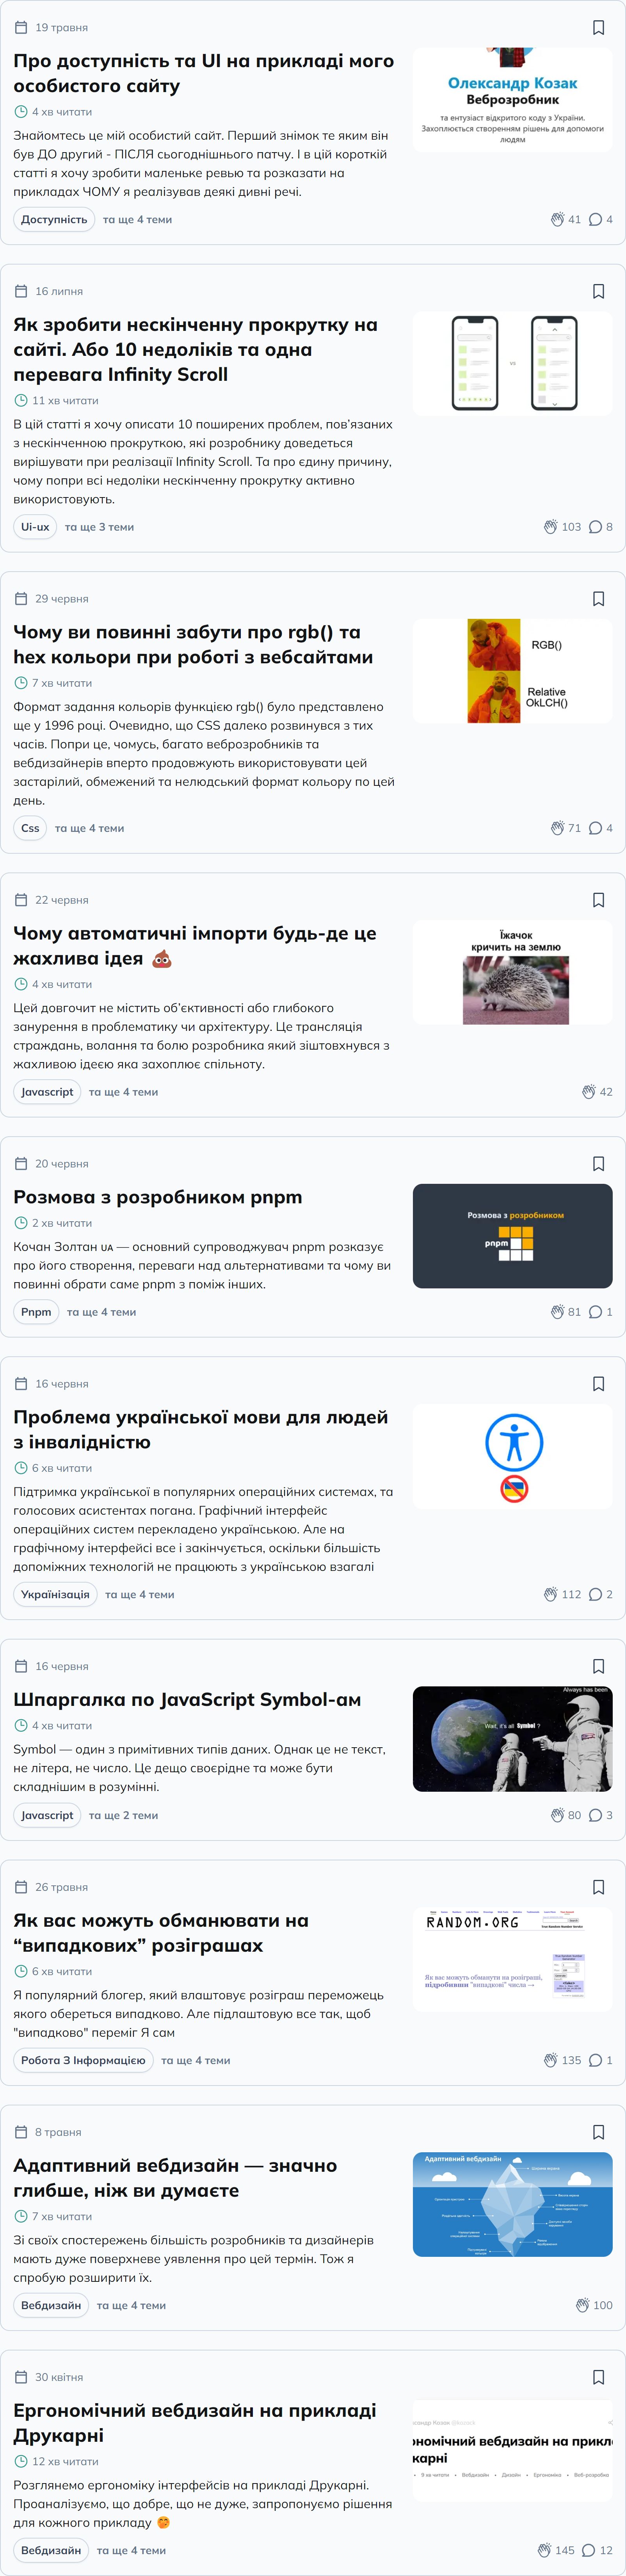 19 травня
Про доступність та UI на прикладі мого
особистого сайту
4 хв читати
Знайомтесь це мій особистий сайт. Перший знімок те яким він
був ДО другий - ПІСЛЯ сьогоднішнього патчу. І в цій короткій
статті я хочу зробити маленьке ревью та розказати на
прикладах ЧОМУ я реалізував деякі дивні речі.
Доступність та ще 4 теми
41 4
Олександр Козак
Веброзробник
та ентузіаст відкритого коду з України.
Захоплюється створенням рішень для допомоги
людям
16 липня
Як зробити нескінченну прокрутку на
сайті. Або 10 недоліків та одна
перевага Infinity Scroll
11 хв читати
В цій статті я хочу описати 10 поширених проблем, пов’язаних
з нескінченною прокруткою, які розробнику доведеться
вирішувати при реалізації Infinity Scroll. Та про єдину причину,
чому попри всі недоліки нескінченну прокрутку активно
використовують.
Ui-ux та ще 3 теми
103 8
vs
29 червня
Чому ви повинні забути про rgb() та
hex кольори при роботі з вебсайтами
7 хв читати
Формат задання кольорів функцією rgb() було представлено
ще у 1996 році. Очевидно, що CSS далеко розвинувся з тих
часів. Попри це, чомусь, багато веброзробників та
вебдизайнерів вперто продовжують використовувати цей
застарілий, обмежений та нелюдський формат кольору по цей
день.
Css та ще 4 теми
71 4
RGB()
Relative
OkLCH()
22 червня
Чому автоматичні імпорти будь-де це
жахлива ідея 💩
4 хв читати
Цей довгочит не містить об’єктивності або глибокого
занурення в проблематику чи архітектуру. Це трансляція
страждань, волання та болю розробника який зіштовхнувся з
жахливою ідеєю яка захоплює спільноту.
Javascript та ще 4 теми
42
Їжачок
кричить на землю
20 червня
Розмова з розробником pnpm
2 хв читати
Кочан Золтан 🇺🇦 — основний супроводжувач pnpm розказує
про його створення, переваги над альтернативами та чому ви
повинні обрати саме pnpm з поміж інших.
Pnpm та ще 4 теми
81 1
Розмова з розробником
pnpm
16 червня
Проблема української мови для людей
з інвалідністю
6 хв читати
Підтримка української в популярних операційних системах, та
голосових асистентах погана. Графічний інтерфейс
операційних систем перекладено українською. Але на
графічному інтерфейсі все і закінчується, оскільки більшість
допоміжних технологій не працюють з українською взагалі
Українізація та ще 4 теми
112 2
16 червня
Шпаргалка по JavaScript Symbol-ам
4 хв читати
Symbol — один з примітивних типів даних. Однак це не текст,
не літера, не число. Це дещо своєрідне та може бути
складнішим в розумінні.
Javascript та ще 2 теми
80 3
Always has been
Wait, it's all Symbol ?
26 травня
Як вас можуть обманювати на
“випадкових” розіграшах
6 хв читати
Я популярний блогер, який влаштовує розіграш переможець
якого обереться випадково. Але підлаштовую все так, щоб
"випадково" переміг Я сам
Робота З Інформацією та ще 4 теми
135 1
RANDOM.ORG
Як вас можуть обманути на розіграші,
підробивши "випадкові" числа →
8 травня
Адаптивний вебдизайн — значно
глибше, ніж ви думаєте
7 хв читати
Зі своїх спостережень більшість розробників та дизайнерів
мають дуже поверхневе уявлення про цей термін. Тож я
спробую розширити їх.
Вебдизайн та ще 4 теми
100
Адаптивний вебдизайн
30 квітня
Ергономічний вебдизайн на прикладі
Друкарні
12 хв читати
Розглянемо ергономіку інтерфейсів на прикладі Друкарні.
Проаналізуємо, що добре, що не дуже, запропонуємо рішення
для кожного прикладу 🤭
Вебдизайн та ще 4 теми
145 12
ксандр Козак @kozack
ономічний вебдизайн на прикл
карні
• 9 хв читати • Вебдизайн • Дизайн • Ергономіка • Веб-розробка